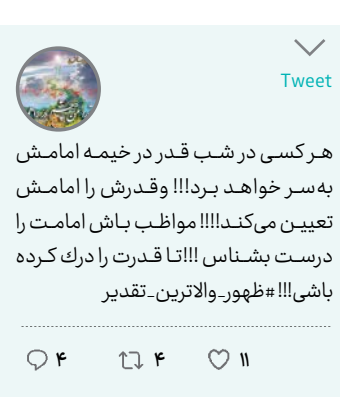 Tweet
هر کسی در شب قدر در خیمه امامش
به‌سر خواهد برد!!! وقدرش را امامش
تعیین می‌کند!!!! مواظب باش امامت را
درست بشناس !!!تا قدرت را درك کرده
باشی!!! #ظهور_والاترین_تقدیر
۴ ۴ ۱۱